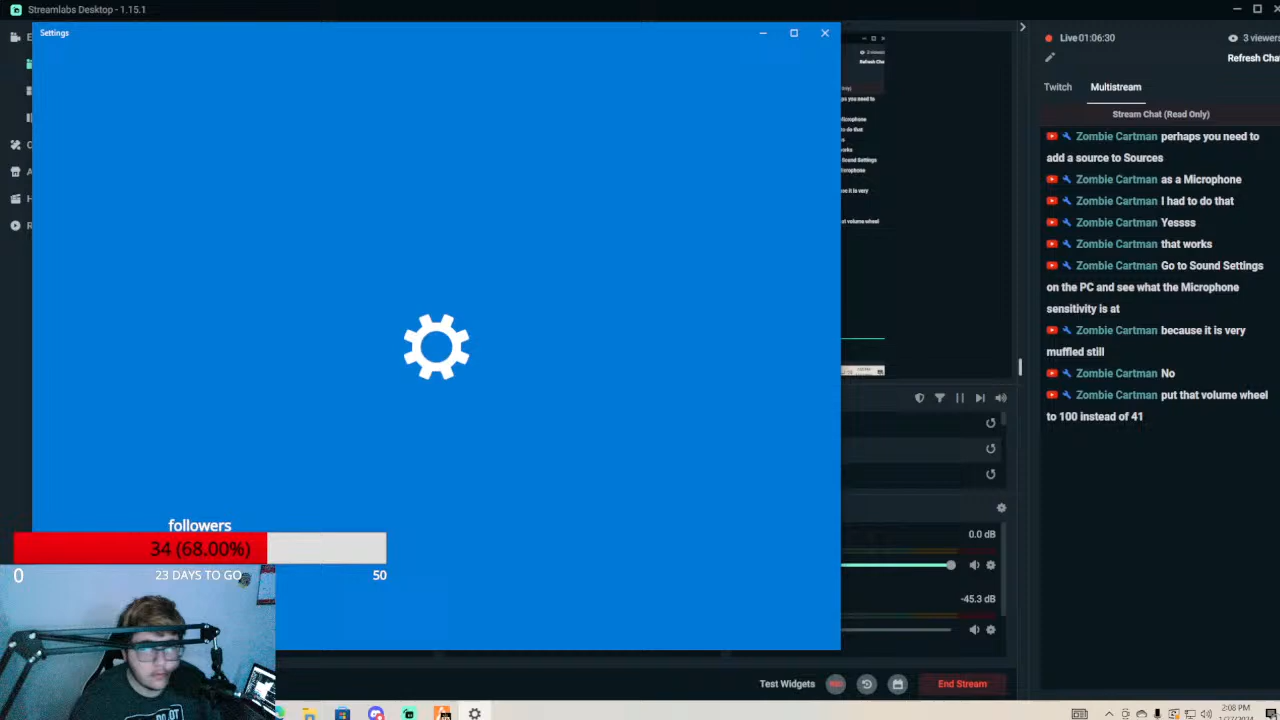 Streamlabs Desktop - 1.15.1
Settings
Live 01:06:30
3 viewers
Refresh Chat
Twitch
Multistream
Stream Chat (Read Only)
Zombie Cartman perhaps you need to
add a source to Sources
Zombie Cartman as a Microphone
Zombie Cartman I had to do that
Zombie Cartman Yessss
Zombie Cartman that works
Zombie Cartman Go to Sound Settings
on the PC and see what the Microphone
sensitivity is at
Zombie Cartman because it is very
muffled still
Zombie Cartman No
Zombie Cartman put that volume wheel
to 100 instead of 41
0.0 dB
-45.3 dB
followers
34 (68.00%)
0
23 DAYS TO GO
50
Test Widgets
End Stream
2:08 PM